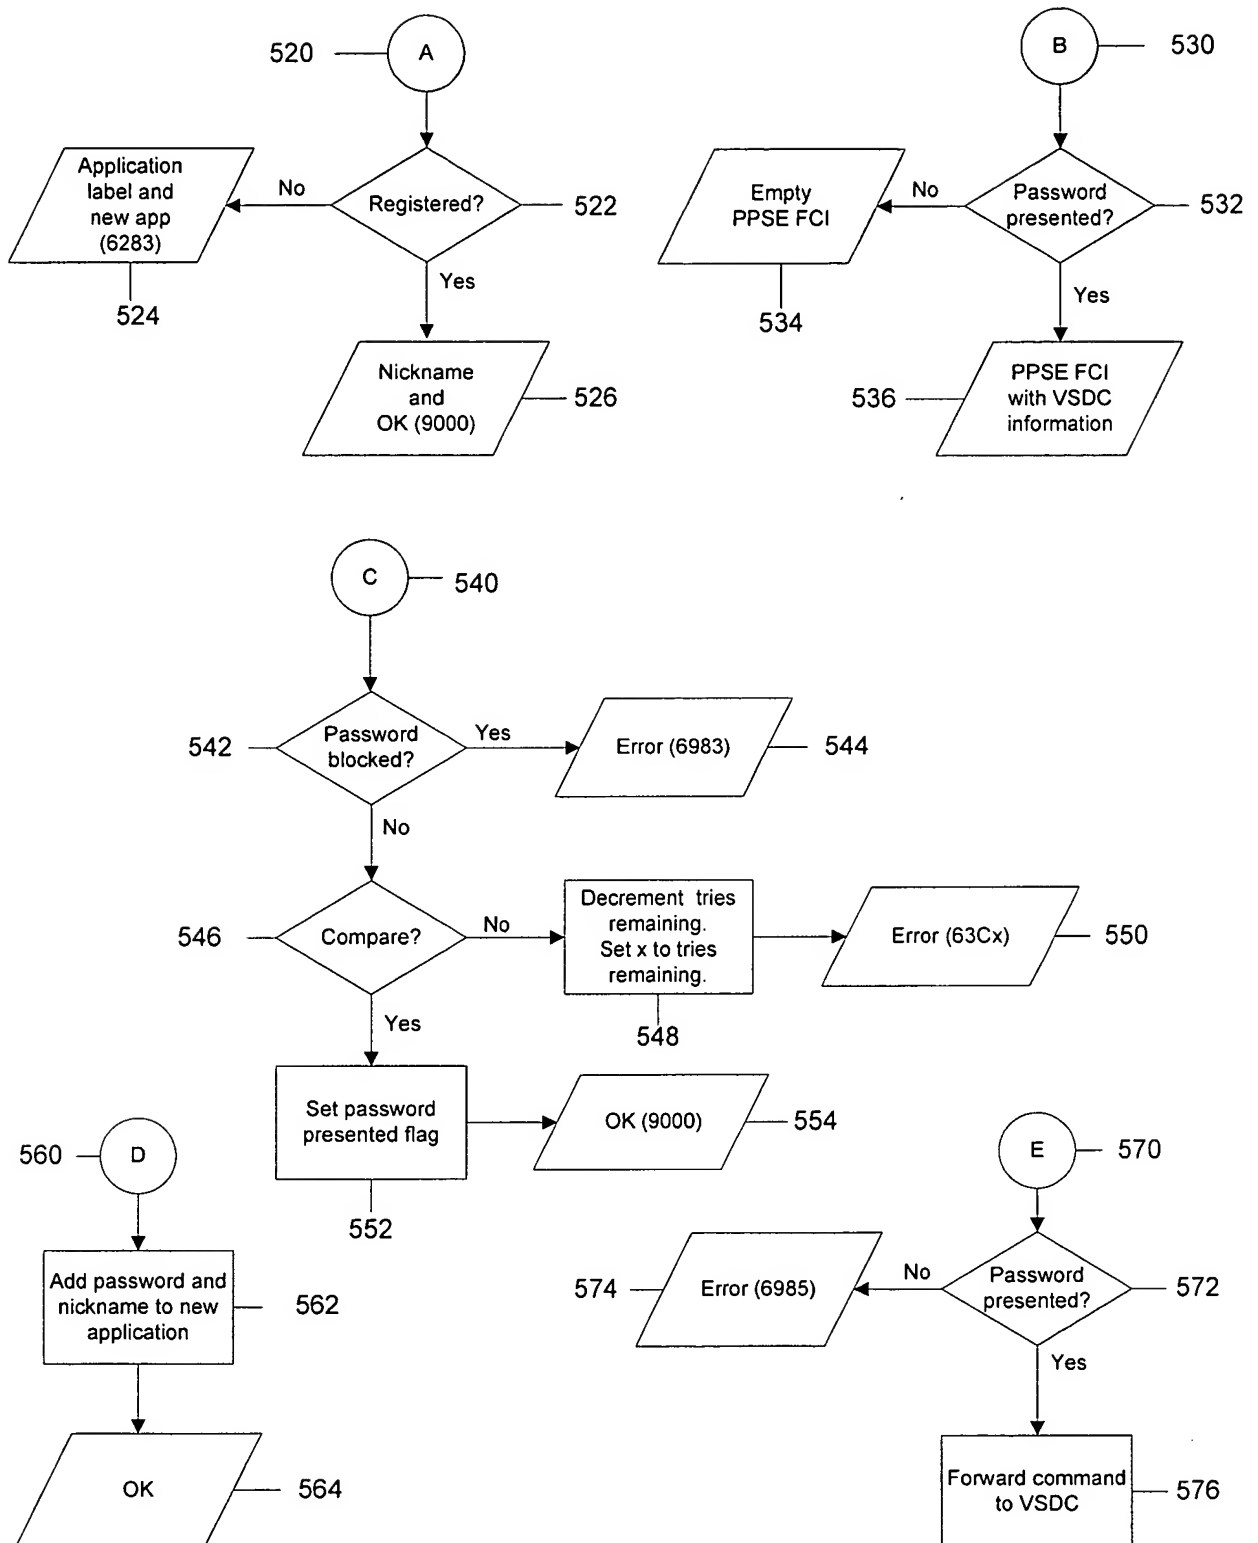 520
A
Application
label and
new app
(6283)
No
Registered?
522
524
Yes
Nickname
and
OK (9000)
526
B
530
Empty
PPSE FCI
No
Password
presented?
532
534
Yes
536
PPSE FCI
with VSDC
information
C
540
542
Password
blocked?
Yes
Error (6983)
544
No
546
Compare?
No
Decrement tries
remaining.
Set x to tries
remaining.
Error (63Cx)
550
548
Yes
Set password
presented flag
OK (9000)
554
552
560
D
Add password and
nickname to new
application
562
OK
564
E
570
574
Error (6985)
No
Password
presented?
572
Yes
Forward command
to VSDC
576